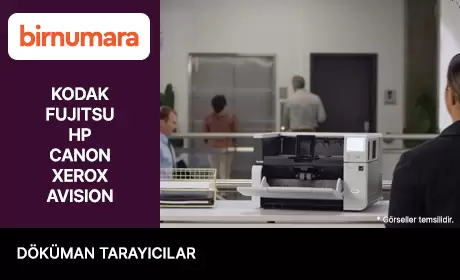 birnumara
KODAK
FUJITSU
HP
CANON
XEROX
AVISION
* Görseller temsilidir.
DÖKÜMAN TARAYICILAR